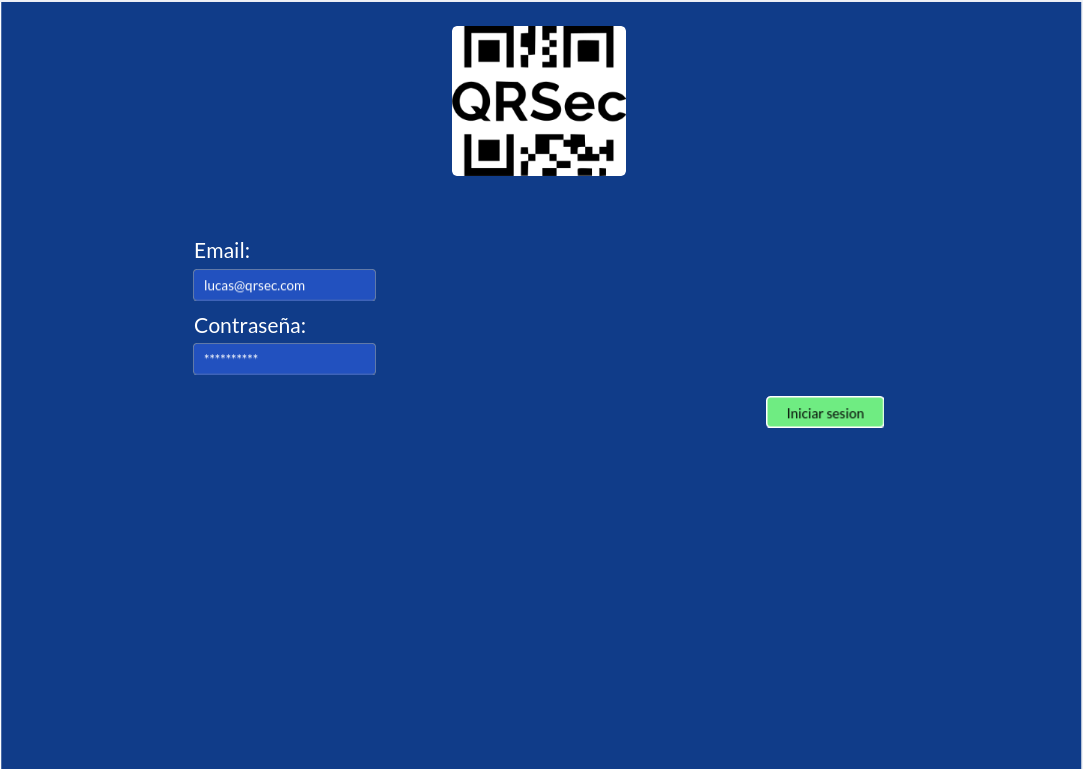 QRSec
Email:
lucas@qrsec.com
Contraseña:
**********
Iniciar sesion